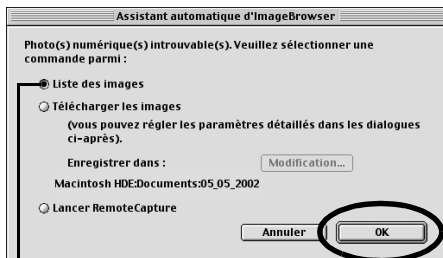 Assistant automatique d'ImageBrowser
Photo(s) numérique(s) introuvable(s). Veuillez sélectionner une
commande parmi :
Liste des images
Télécharger les images
(vous pouvez régler les paramètres détaillés dans les dialogues
ci-après).
Enregistrer dans : Modification...
Macintosh HDE:Documents:05_05_2002
Lancer RemoteCapture
Annuler OK